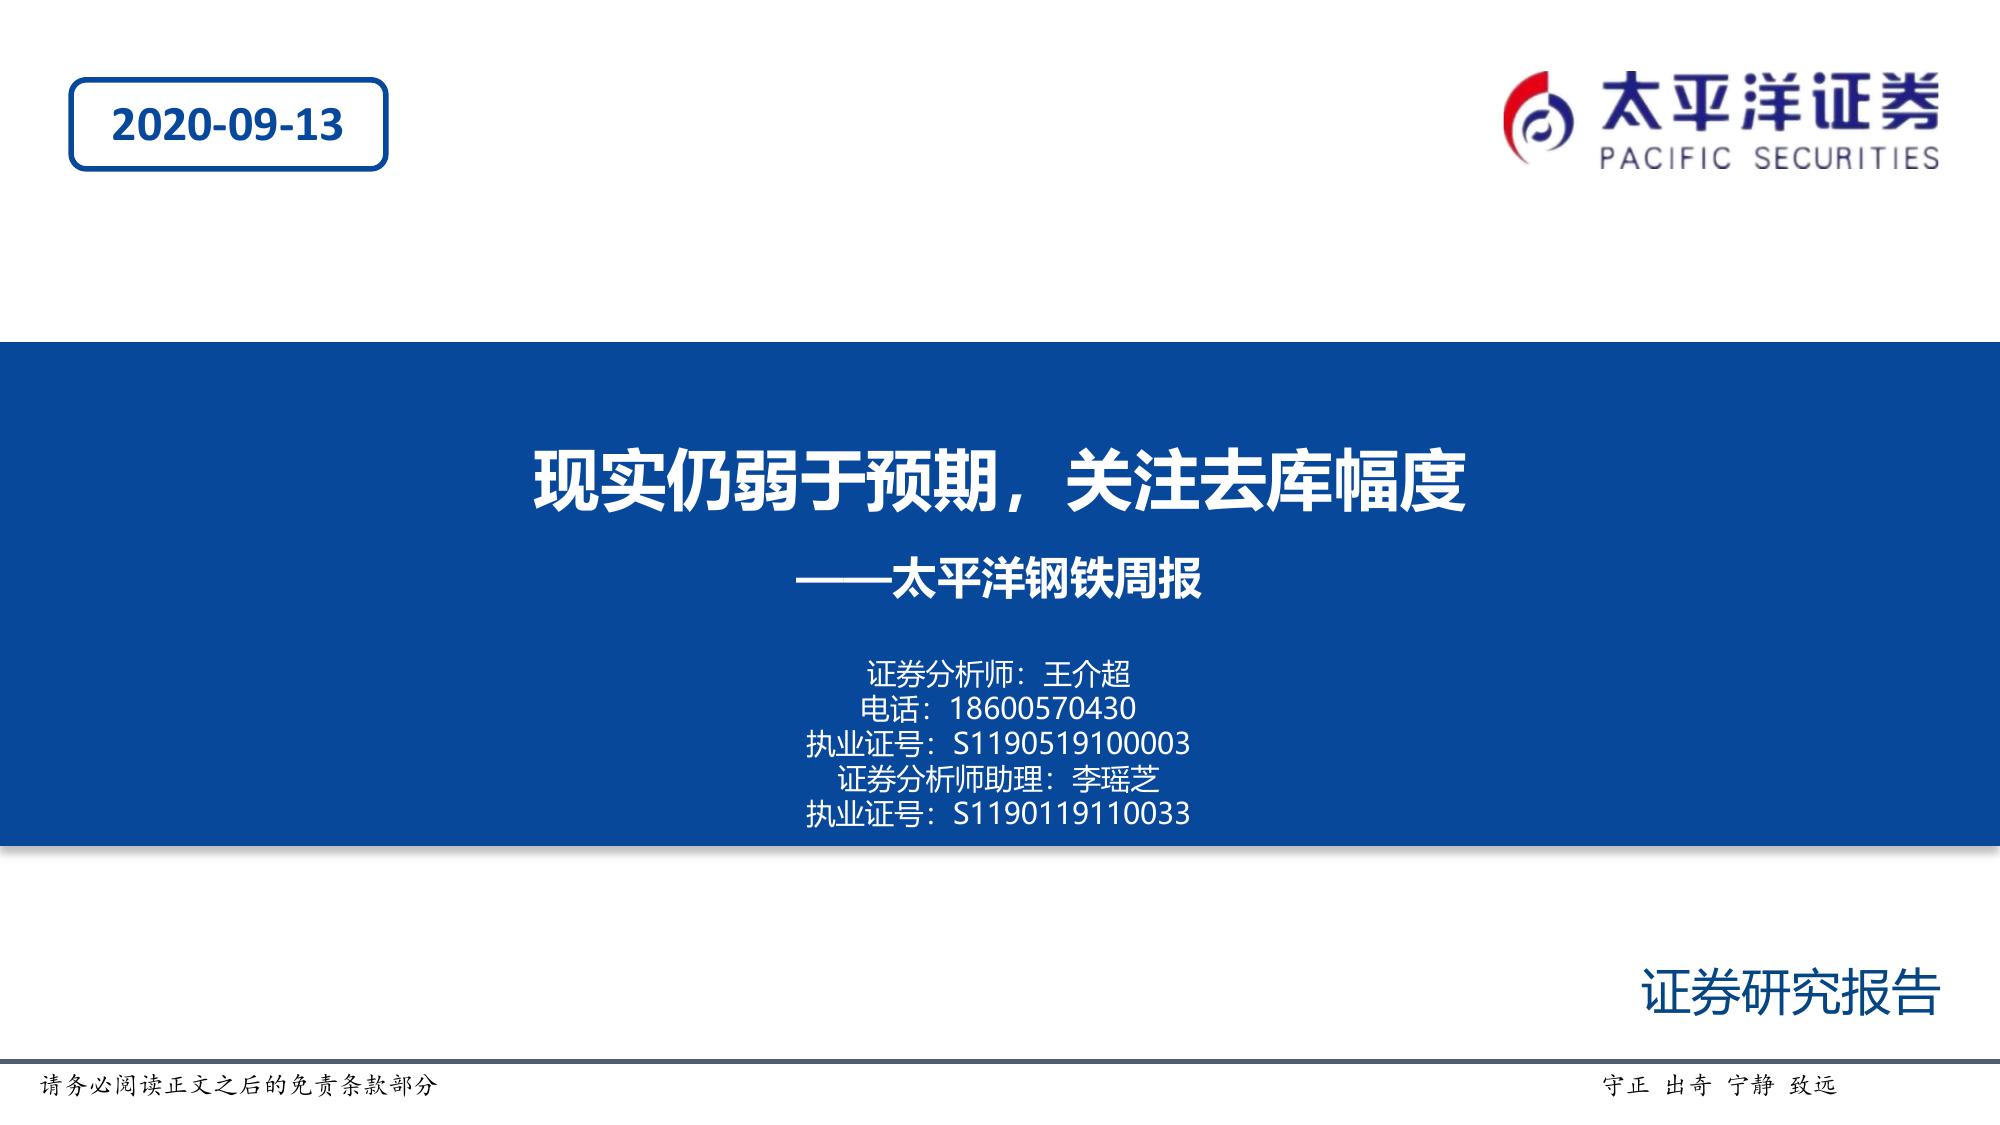 2020-09-13
太平洋证券
PACIFIC SECURITIES
现实仍弱于预期，关注去库幅度
——太平洋钢铁周报
证券分析师：王介超
电话：18600570430
执业证号：S1190519100003
证券分析师助理：李瑶芝
执业证号：S1190119110033
证券研究报告
请务必阅读正文之后的免责条款部分
守正 出奇 宁静 致远